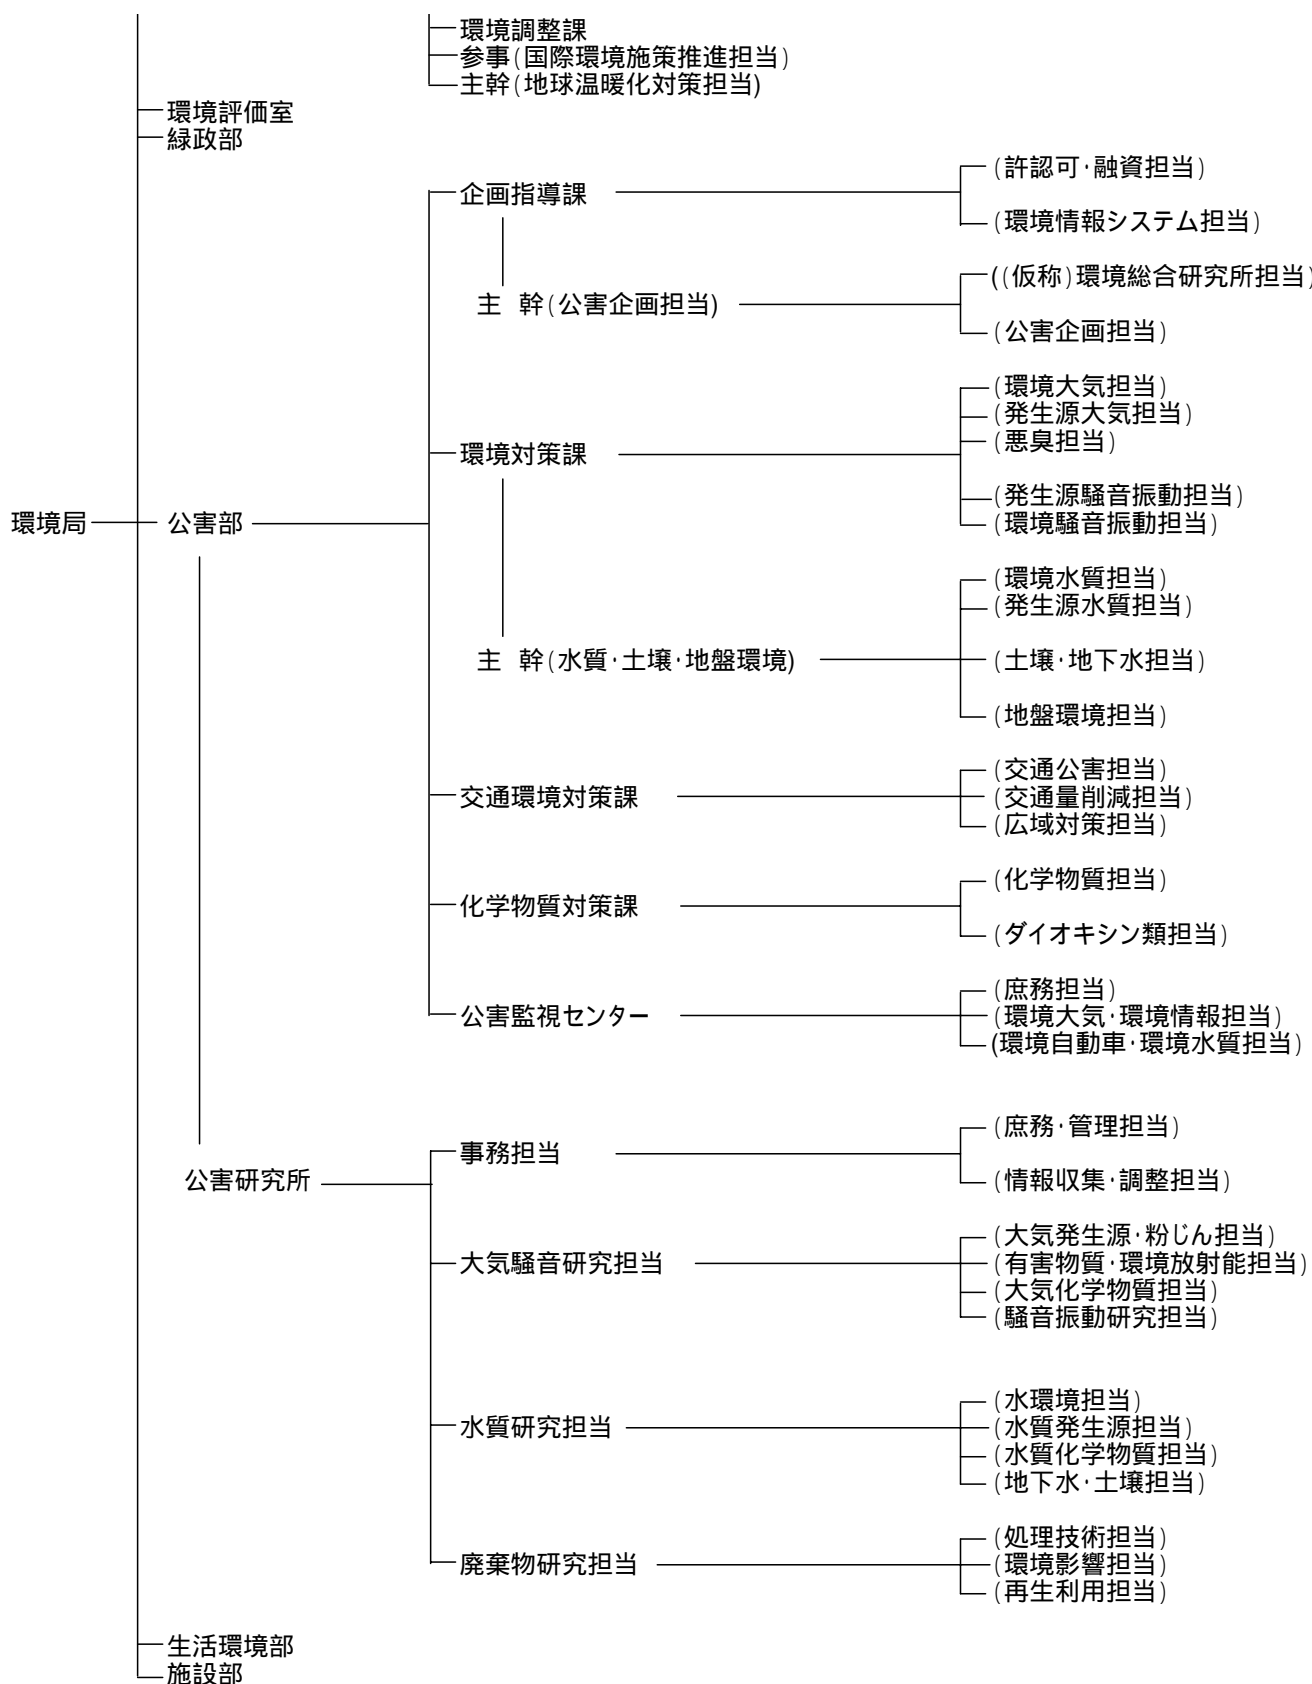 環境調整課
参事(国際環境施策推進担当)
主幹(地球温暖化対策担当)
環境評価室
緑政部
企画指導課
(許認可・融資担当)
(環境情報システム担当)
主 幹(公害企画担当)
((仮称)環境総合研究所担当)
(公害企画担当)
環境対策課
(環境大気担当)
(発生源大気担当)
(悪臭担当)
(発生源騒音振動担当)
(環境騒音振動担当)
環境局
公害部
主 幹(水質・土壌・地盤環境)
(環境水質担当)
(発生源水質担当)
(土壌・地下水担当)
(地盤環境担当)
交通環境対策課
(交通公害担当)
(交通量削減担当)
(広域対策担当)
化学物質対策課
(化学物質担当)
(ダイオキシン類担当)
公害監視センター
(庶務担当)
(環境大気・環境情報担当)
(環境自動車・環境水質担当)
公害研究所
事務担当
(庶務・管理担当)
(情報収集・調整担当)
大気騒音研究担当
(大気発生源・粉じん担当)
(有害物質・環境放射能担当)
(大気化学物質担当)
(騒音振動研究担当)
水質研究担当
(水環境担当)
(水質発生源担当)
(水質化学物質担当)
(地下水・土壌担当)
廃棄物研究担当
(処理技術担当)
(環境影響担当)
(再生利用担当)
生活環境部
施設部